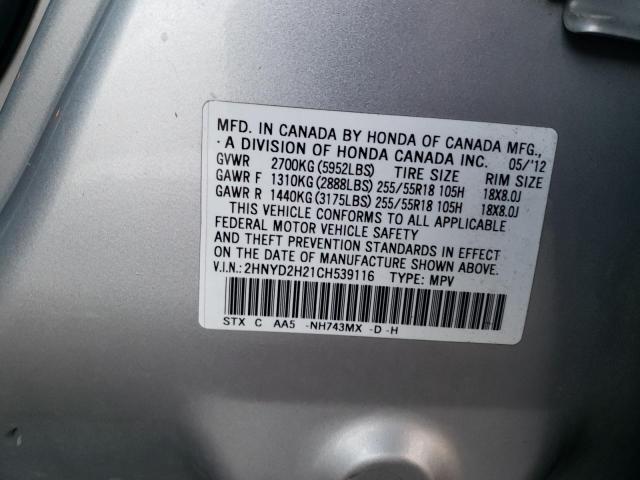 MFD. IN CANADA BY HONDA OF CANADA MFG.,
A DIVISION OF HONDA CANADA INC. 05/'12
GVWR 2700KG(5952LBS) TIRE SIZE RIM SIZE
GAWR F 1310KG(2888LBS) 255/55R18 105H 18X8.0J
GAWR R 1440KG(3175LBS) 255/55R18 105H 18X8.0J
THIS VEHICLE CONFORMS TO ALL APPLICABLE
FEDERAL MOTOR VEHICLE SAFETY
AND THEFT PREVENTION STANDARDS IN EFFECT
ON THE DATE OF MANUFACTURE SHOWN ABOVE.
V.I.N.: 2HNYD2H21CH539116 TYPE: MPV
STX C AA5 -NH743MX -D -H